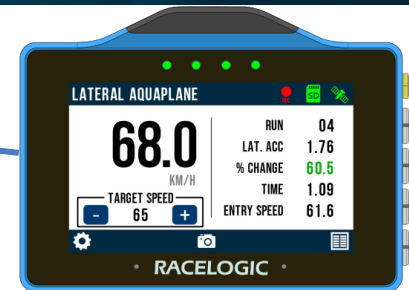 LATERAL AQUAPLANE
REC
SD
68.0
KM/H
TARGET SPEED
- 65 +
RUN 04
LAT. ACC 1.76
% CHANGE 60.5
TIME 1.09
ENTRY SPEED 61.6
RACELOGIC